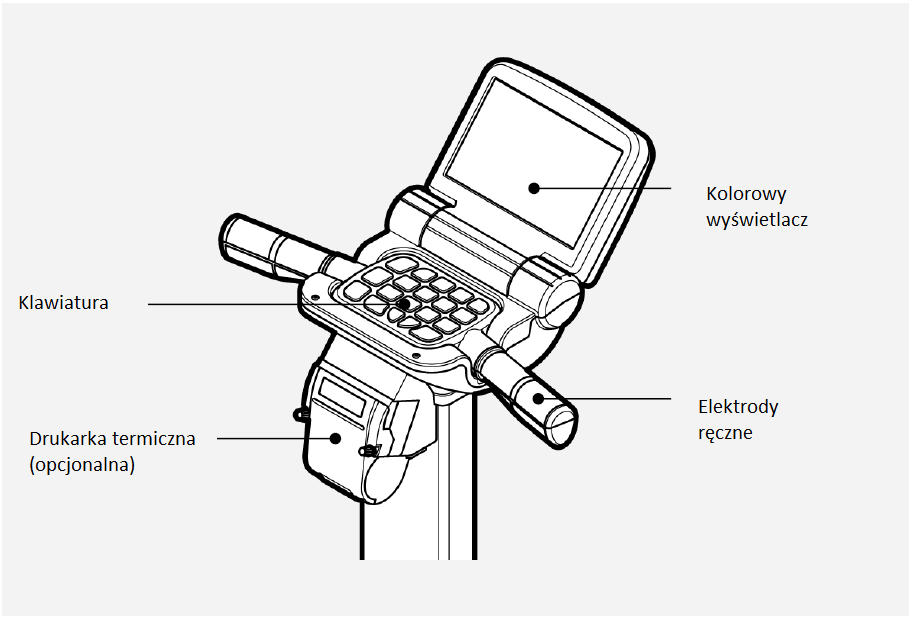 Kolorowy
wyświetlacz
Klawiatura
Elektrody
ręczne
Drukarka termiczna
(opcjonalna)